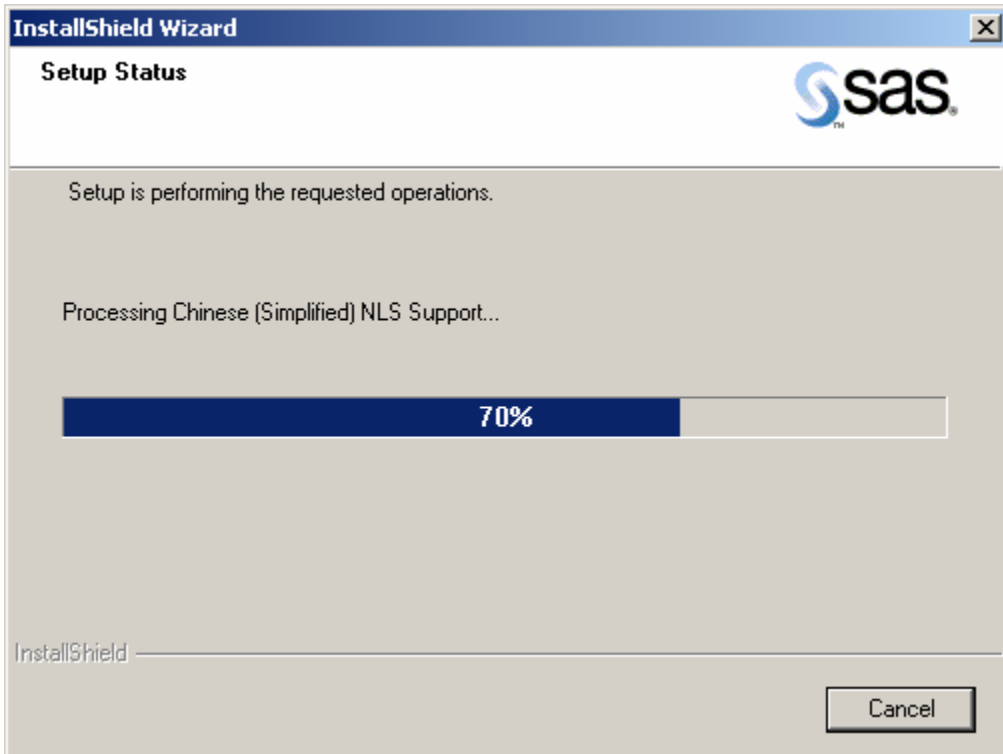 InstallShield Wizard
Setup Status
sas.
TM
Setup is performing the requested operations.
Processing Chinese (Simplified) NLS Support...
70%
InstallShield
Cancel